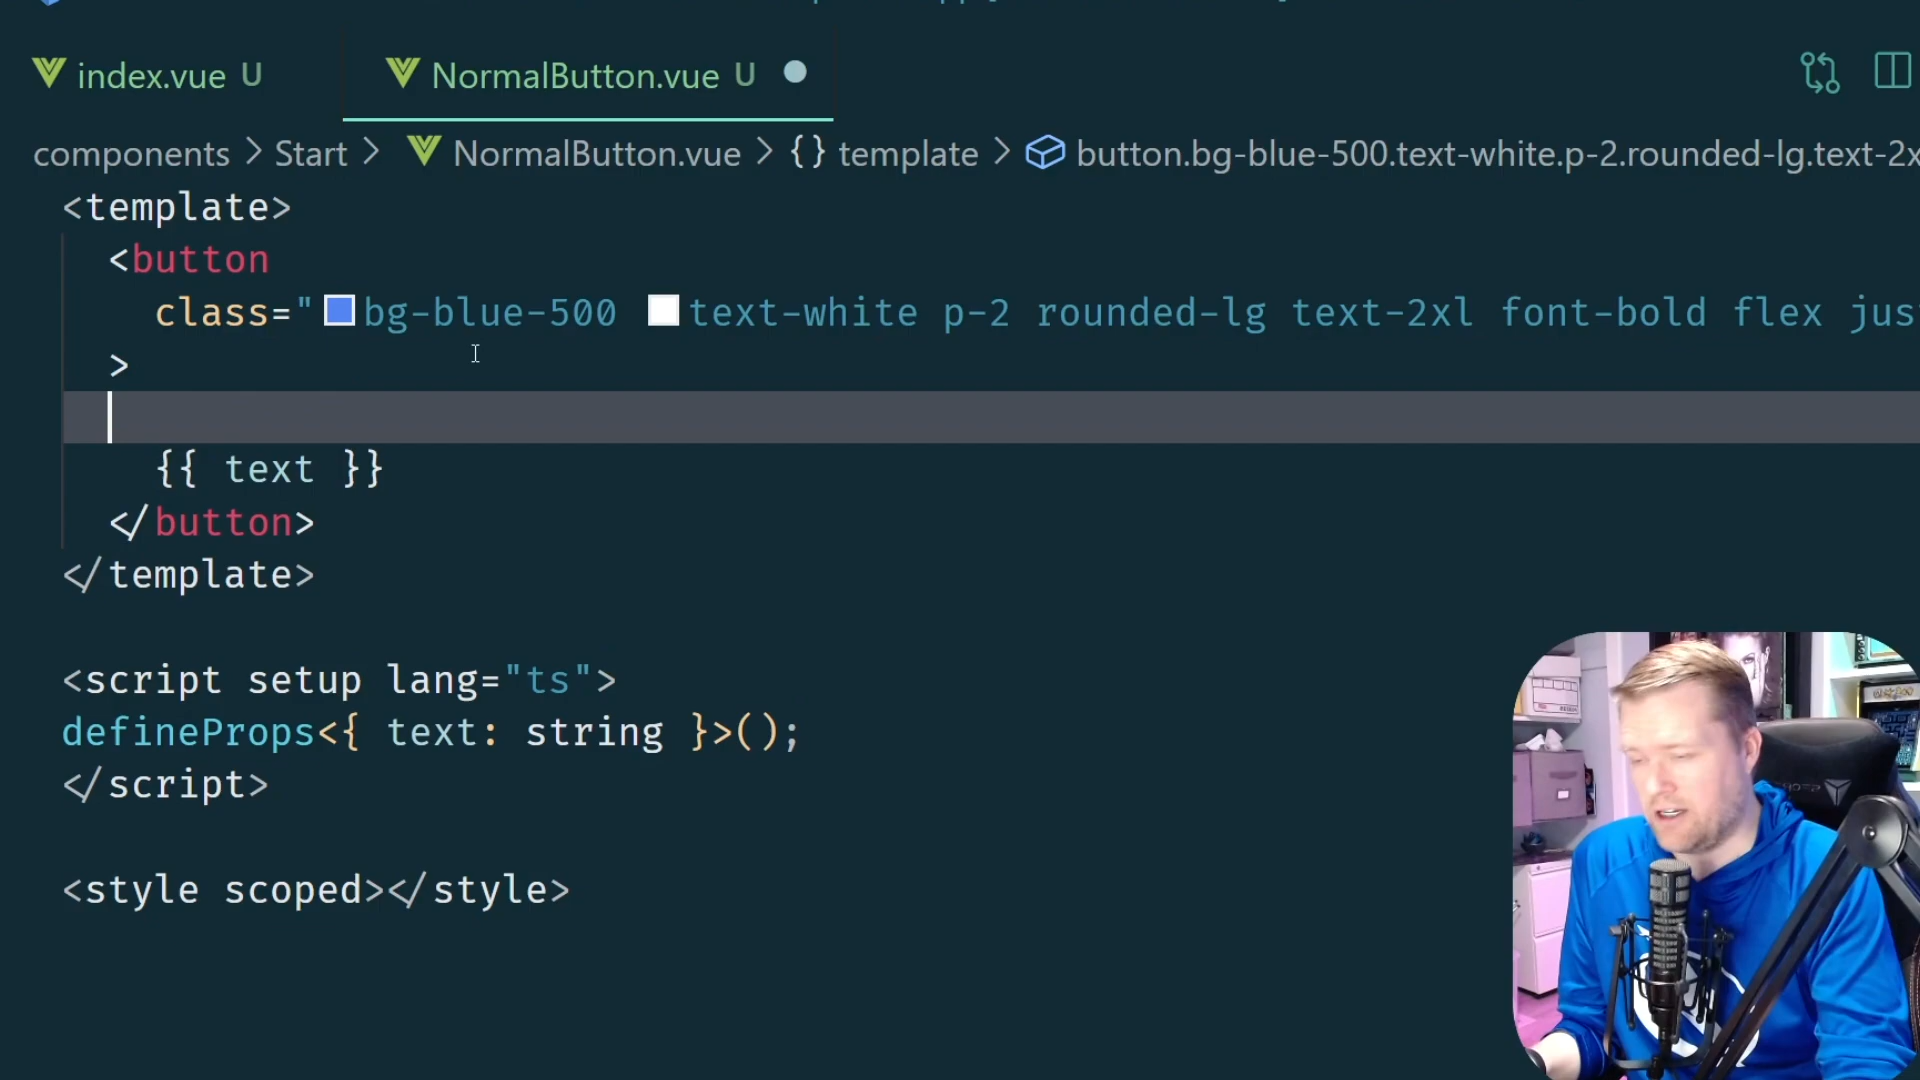 index.vue U
NormalButton.vue U
components > Start > NormalButton.vue > {} template > button.bg-blue-500.text-white.p-2.rounded-lg.text-2x
<template>
<button
class="bg-blue-500 text-white p-2 rounded-lg text-2xl font-bold flex jus
>
{{ text }}
</button>
</template>
<script setup lang="ts">
defineProps<{ text: string }>();
</script>
<style scoped></style>